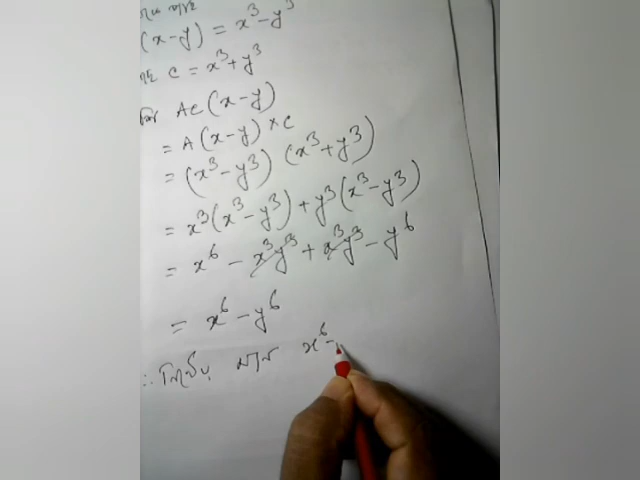 (x-y) = x³-y³
C = x³+y³
AC(x-y)
= A(x-y)×C
= (x³-y³) (x³+y³)
= x³(x³-y³)+y³(x³-y³)
= x⁶ - x³y³ + x³y³ - y⁶
= x⁶ - y⁶
∴ নির্ণেয় মান x⁶-